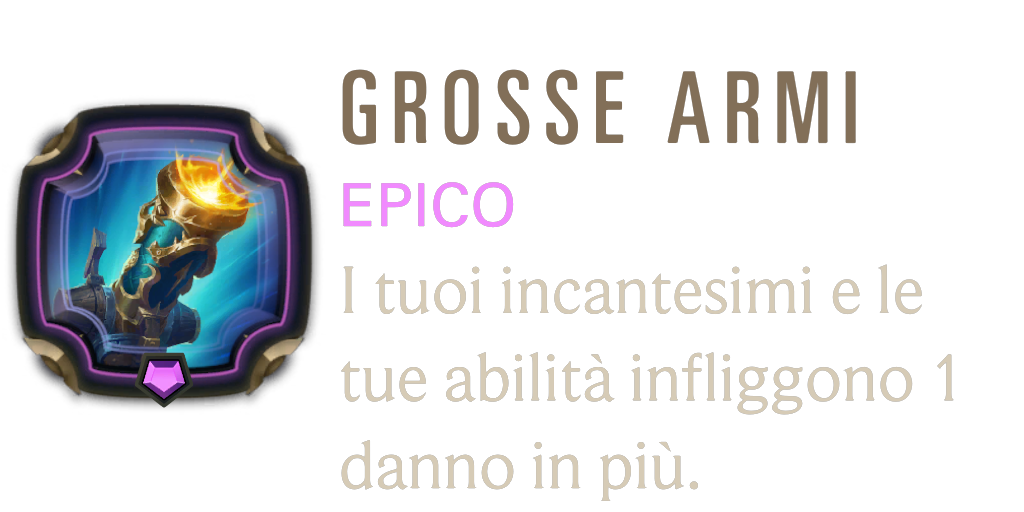 GROSSE ARMI
EPICO
I tuoi incantesimi e le
tue abilità infliggono 1
danno in più.